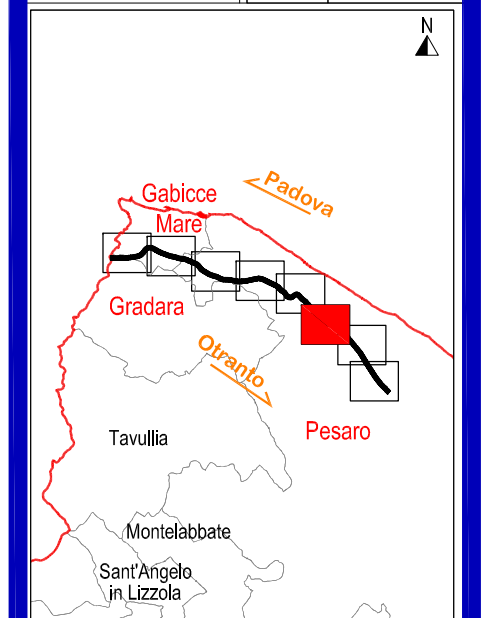 N
Padova
Gabicce
Mare
Gradara
Otranto
Pesaro
Tavullia
Montelabbate
Sant'Angelo
in Lizzola